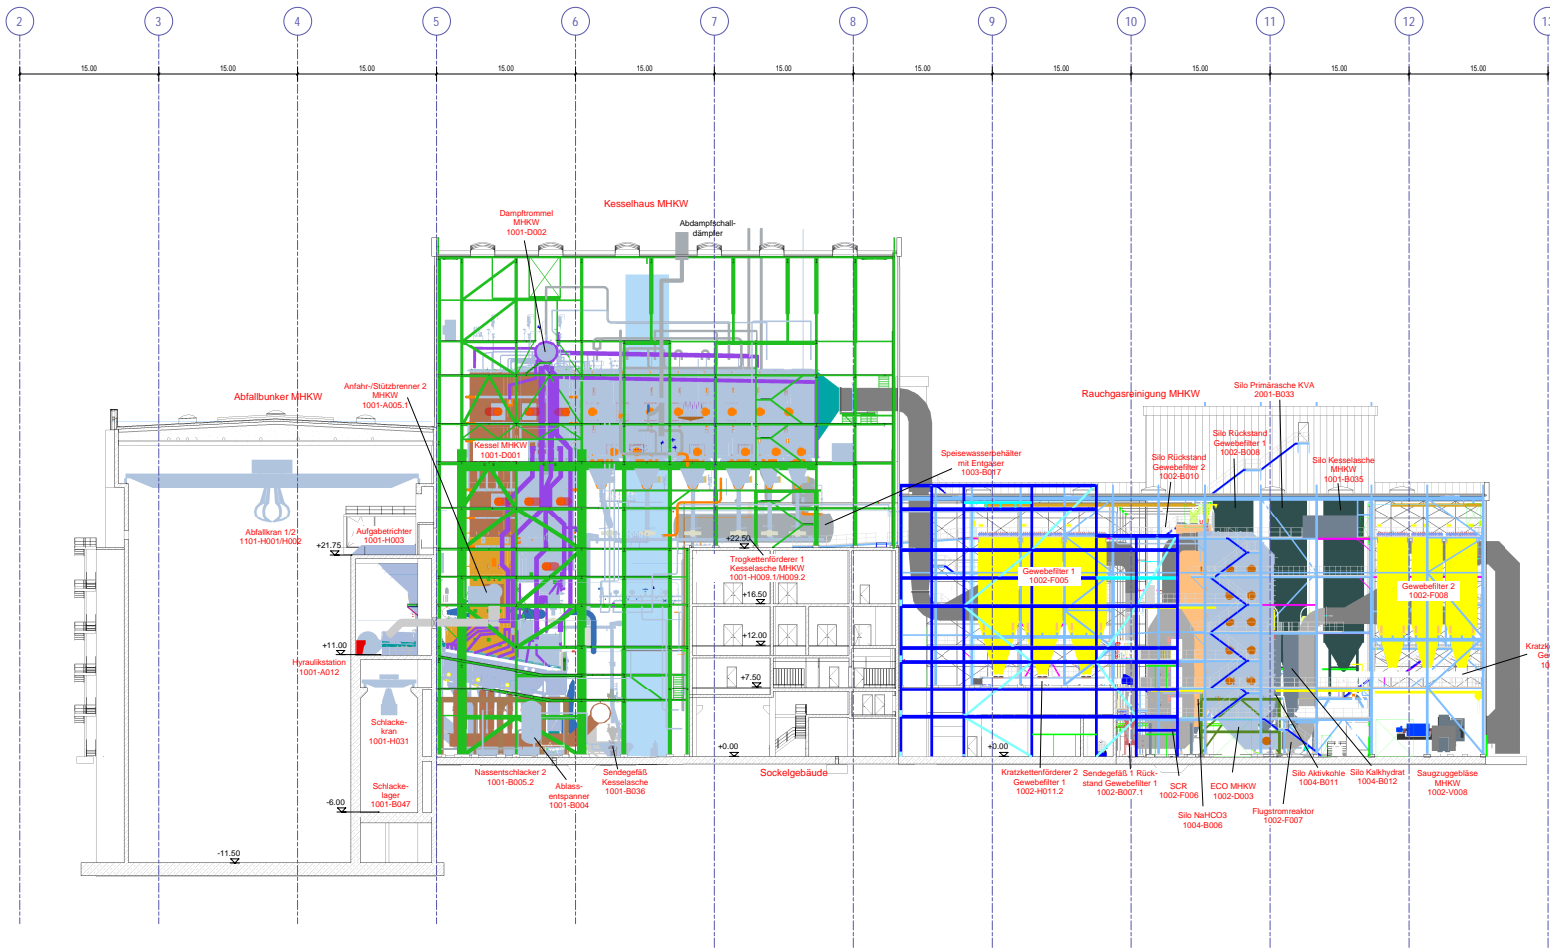 2 3 4 5 6 7 8 9 10 11 12 13
15.00 15.00 15.00 15.00 15.00 15.00 15.00 15.00 15.00 15.00 15.00
Kesselhaus MHKW
Dampftrommel
MHKW
1001-D002
Abdampfschall-
dämpfer
Abfallbunker MHKW
Anfahr-/Stützbrenner 2
MHKW
1001-A005.1
Rauchgasreinigung MHKW
Silo Primärasche KVA
2001-B033
Kessel MHKW
1001-D001
Silo Rückstand
Gewebefilter 1
1002-B008
Speisewasserbehälter
mit Entgaser
1003-B017
Silo Rückstand
Gewebefilter 2
1002-B010
Silo Kesselasche
MHKW
1001-B035
Abfallkran 1/2
1101-H001/H002
Aufgabetrichter
1001-H003
+21.75
+22.50
Trogkettenförderer 1
Kesselasche MHKW
1001-H009.1/H009.2
Gewebefilter 1
1002-F005
Gewebefilter 2
1002-F008
+16.50
+12.00
+11.00
Hyraulikstation
1001-A012
+7.50
Kratzke
Ge
10
Schlacke-
kran
1001-H031
+0.00
+0.00
Nassentschlacker 2
1001-B005.2
Ablass-
entspanner
1001-B004
Sendegefäß
Kesselasche
1001-B036
Sockelgebäude
Kratzkettenförderer 2
Gewebefilter 1
1002-H011.2
Sendegefäß 1 Rück-
stand Gewebefilter 1
1002-B007.1
SCR
1002-F006
ECO MHKW
1002-D003
Silo Aktivkohle
1004-B011
Silo Kalkhydrat
1004-B012
Saugzuggebläse
MHKW
1002-V008
Schlacke-
lager
1001-B047
-6.00
Silo NaHCO3
1004-B006
Flugstromreaktor
1002-F007
-11.50